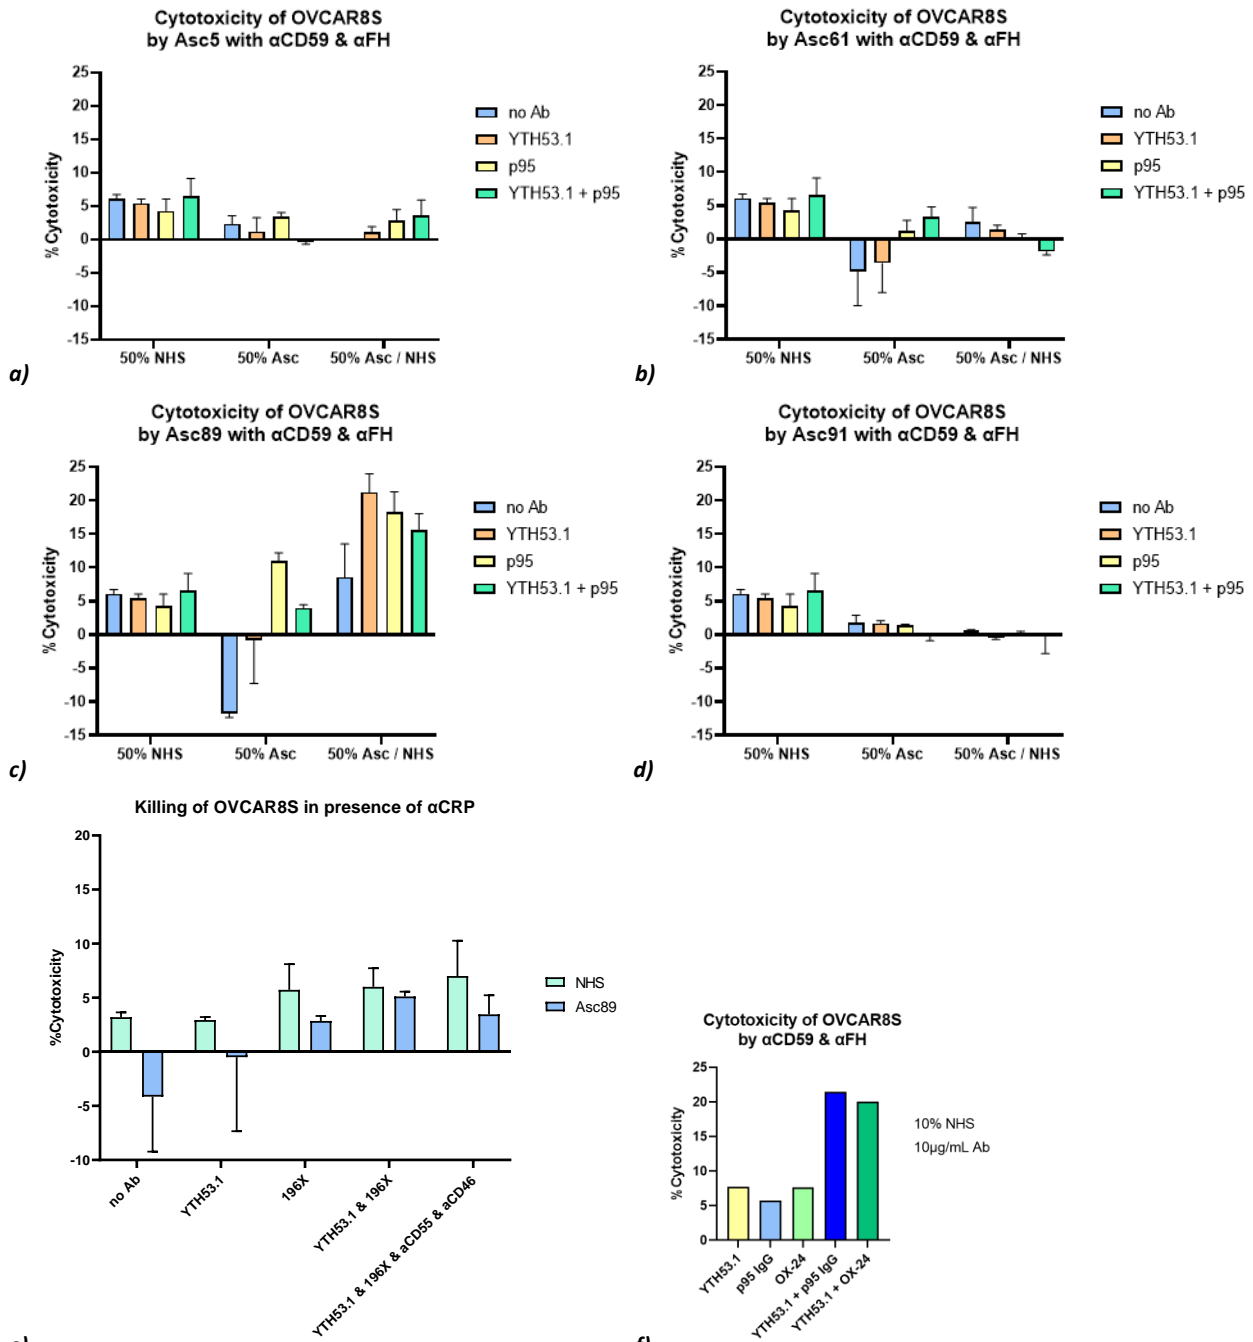 Cytotoxicity of OVCAR8S
by Asc5 with αCD59 & αFH
% Cytotoxicity
25
20
15
10
5
0
-5
-10
-15
50% NHS
50% Asc
50% Asc / NHS
no Ab
YTH53.1
p95
YTH53.1 + p95
a)
Cytotoxicity of OVCAR8S
by Asc61 with αCD59 & αFH
% Cytotoxicity
25
20
15
10
5
0
-5
-10
-15
50% NHS
50% Asc
50% Asc / NHS
no Ab
YTH53.1
p95
YTH53.1 + p95
b)
Cytotoxicity of OVCAR8S
by Asc89 with αCD59 & αFH
% Cytotoxicity
25
20
15
10
5
0
-5
-10
-15
50% NHS
50% Asc
50% Asc / NHS
no Ab
YTH53.1
p95
YTH53.1 + p95
c)
Cytotoxicity of OVCAR8S
by Asc91 with αCD59 & αFH
% Cytotoxicity
25
20
15
10
5
0
-5
-10
-15
50% NHS
50% Asc
50% Asc / NHS
no Ab
YTH53.1
p95
YTH53.1 + p95
d)
Killing of OVCAR8S in presence of αCRP
%Cytotoxicity
20
15
10
5
0
-5
-10
no Ab
YTH53.1
196X
YTH53.1 & 196X
YTH53.1 & 196X & aCD55 & aCD46
NHS
Asc89
Cytotoxicity of OVCAR8S
by αCD59 & αFH
% Cytotoxicity
25
20
15
10
5
0
YTH53.1
p95 IgG
OX-24
YTH53.1 + p95 IgG
YTH53.1 + OX-24
10% NHS
10µg/mL Ab